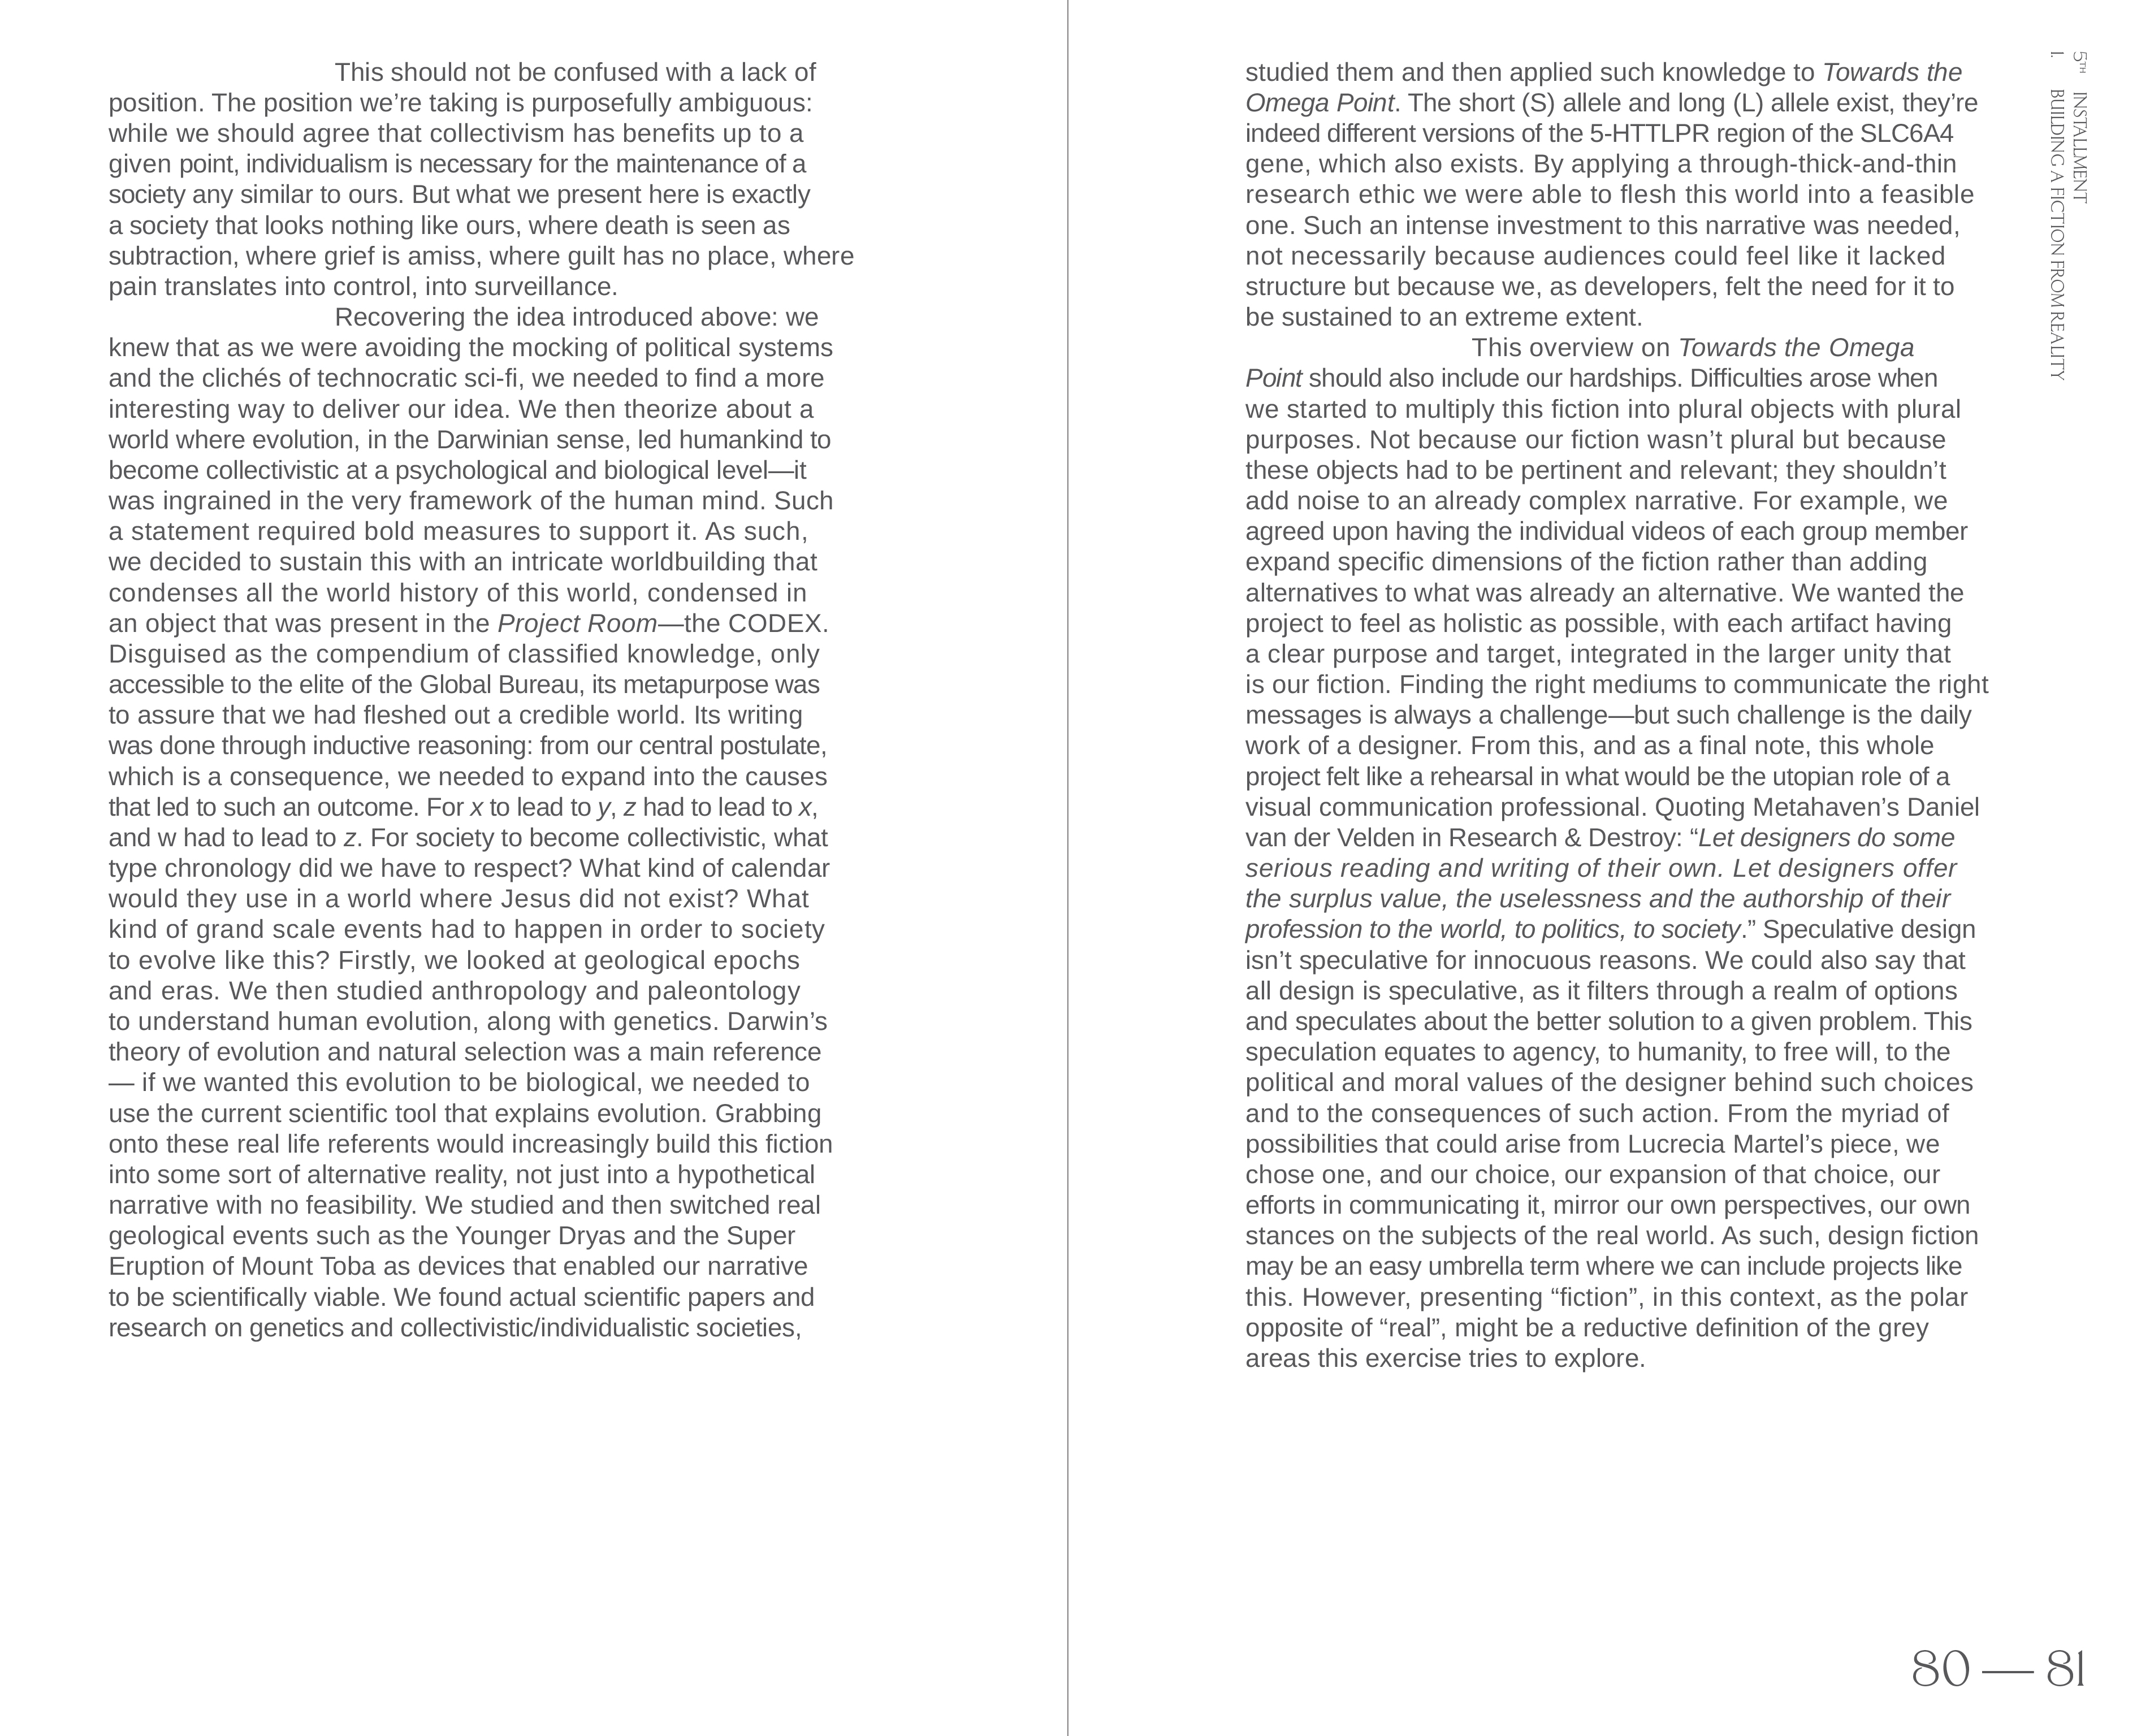 This should not be confused with a lack of
position. The position we’re taking is purposefully ambiguous:
while we should agree that collectivism has benefits up to a
given point, individualism is necessary for the maintenance of a
society any similar to ours. But what we present here is exactly
a society that looks nothing like ours, where death is seen as
subtraction, where grief is amiss, where guilt has no place, where
pain translates into control, into surveillance.
Recovering the idea introduced above: we
knew that as we were avoiding the mocking of political systems
and the clichés of technocratic sci-fi, we needed to find a more
interesting way to deliver our idea. We then theorize about a
world where evolution, in the Darwinian sense, led humankind to
become collectivistic at a psychological and biological level—it
was ingrained in the very framework of the human mind. Such
a statement required bold measures to support it. As such,
we decided to sustain this with an intricate worldbuilding that
condenses all the world history of this world, condensed in
an object that was present in the Project Room—the CODEX.
Disguised as the compendium of classified knowledge, only
accessible to the elite of the Global Bureau, its metapurpose was
to assure that we had fleshed out a credible world. Its writing
was done through inductive reasoning: from our central postulate,
which is a consequence, we needed to expand into the causes
that led to such an outcome. For x to lead to y, z had to lead to x,
and w had to lead to z. For society to become collectivistic, what
type chronology did we have to respect? What kind of calendar
would they use in a world where Jesus did not exist? What
kind of grand scale events had to happen in order to society
to evolve like this? Firstly, we looked at geological epochs
and eras. We then studied anthropology and paleontology
to understand human evolution, along with genetics. Darwin’s
theory of evolution and natural selection was a main reference
— if we wanted this evolution to be biological, we needed to
use the current scientific tool that explains evolution. Grabbing
onto these real life referents would increasingly build this fiction
into some sort of alternative reality, not just into a hypothetical
narrative with no feasibility. We studied and then switched real
geological events such as the Younger Dryas and the Super
Eruption of Mount Toba as devices that enabled our narrative
to be scientifically viable. We found actual scientific papers and
research on genetics and collectivistic/individualistic societies,
studied them and then applied such knowledge to Towards the
Omega Point. The short (S) allele and long (L) allele exist, they’re
indeed different versions of the 5-HTTLPR region of the SLC6A4
gene, which also exists. By applying a through-thick-and-thin
research ethic we were able to flesh this world into a feasible
one. Such an intense investment to this narrative was needed,
not necessarily because audiences could feel like it lacked
structure but because we, as developers, felt the need for it to
be sustained to an extreme extent.
This overview on Towards the Omega
Point should also include our hardships. Difficulties arose when
we started to multiply this fiction into plural objects with plural
purposes. Not because our fiction wasn’t plural but because
these objects had to be pertinent and relevant; they shouldn’t
add noise to an already complex narrative. For example, we
agreed upon having the individual videos of each group member
expand specific dimensions of the fiction rather than adding
alternatives to what was already an alternative. We wanted the
project to feel as holistic as possible, with each artifact having
a clear purpose and target, integrated in the larger unity that
is our fiction. Finding the right mediums to communicate the right
messages is always a challenge—but such challenge is the daily
work of a designer. From this, and as a final note, this whole
project felt like a rehearsal in what would be the utopian role of a
visual communication professional. Quoting Metahaven’s Daniel
van der Velden in Research & Destroy: “Let designers do some
serious reading and writing of their own. Let designers offer
the surplus value, the uselessness and the authorship of their
profession to the world, to politics, to society.” Speculative design
isn’t speculative for innocuous reasons. We could also say that
all design is speculative, as it filters through a realm of options
and speculates about the better solution to a given problem. This
speculation equates to agency, to humanity, to free will, to the
political and moral values of the designer behind such choices
and to the consequences of such action. From the myriad of
possibilities that could arise from Lucrecia Martel’s piece, we
chose one, and our choice, our expansion of that choice, our
efforts in communicating it, mirror our own perspectives, our own
stances on the subjects of the real world. As such, design fiction
may be an easy umbrella term where we can include projects like
this. However, presenting “fiction”, in this context, as the polar
opposite of “real”, might be a reductive definition of the grey
areas this exercise tries to explore.
5TH INSTALLMENT
1. BUILDING A FICTION FROM REALITY
80 — 81